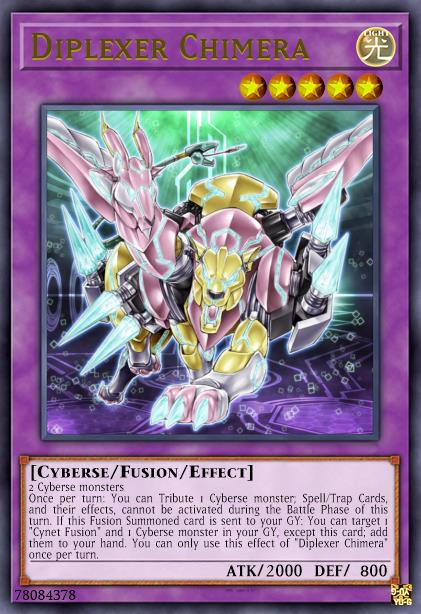 Diplexer Chimera
LIGHT
光
[Cyberse/Fusion/Effect]
2 Cyberse monsters
Once per turn: You can Tribute 1 Cyberse monster; Spell/Trap Cards,
and their effects, cannot be activated during the Battle Phase of this
turn. If this Fusion Summoned card is sent to your GY: You can target 1
"Cynet Fusion" and 1 Cyberse monster in your GY, except this card; add
them to your hand. You can only use this effect of "Diplexer Chimera"
once per turn.
ATK/2000 DEF/ 800
78084378